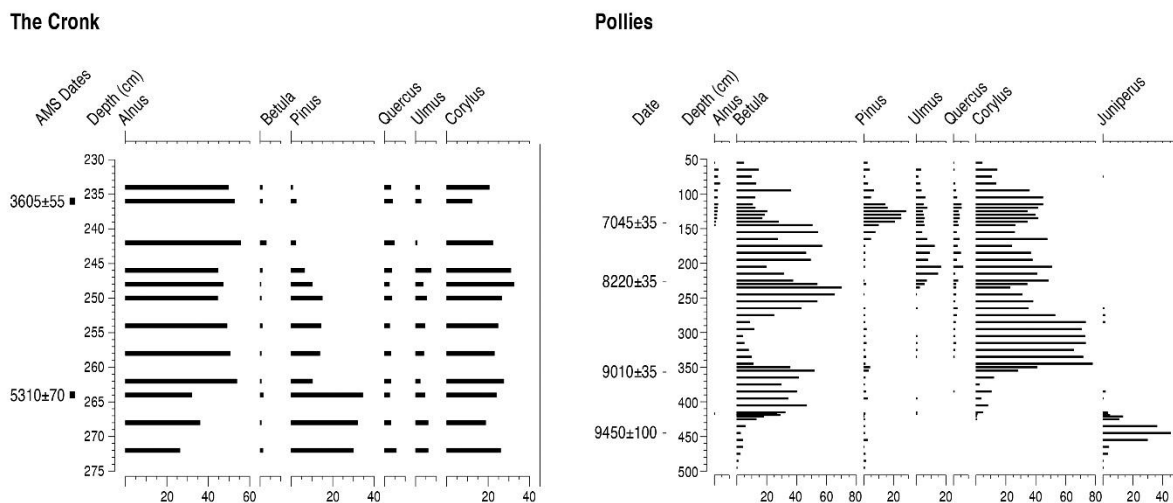 The Cronk
AMS Dates
Depth (cm)
Alnus
Betula
Pinus
Quercus
Ulmus
Corylus
230
235
240
245
250
255
260
265
270
275
3605±55
5310±70
20 40 60
20 40
20 40
Pollies
Date
Depth (cm)
Alnus
Betula
Pinus
Ulmus
Quercus
Corylus
Juniperus
50
100
150
200
250
300
350
400
450
500
7045±35
8220±35
9010±35
9450±100
20 40 60 80
20
20
20 40 60 80
20 40